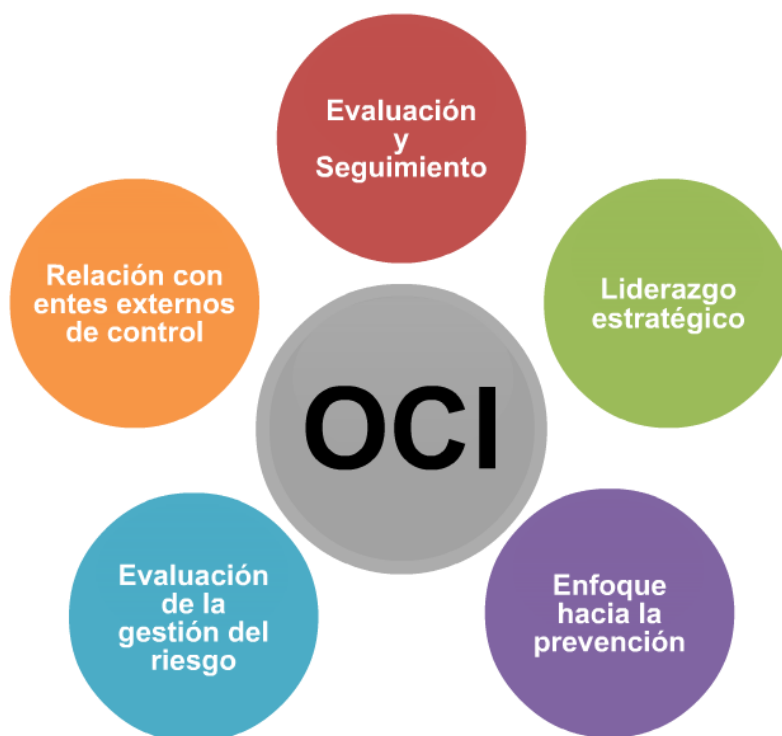 Evaluación
y
Seguimiento
Relación con
entes externos
de control
Liderazgo
estratégico
OCI
Evaluación
de la
gestión del
riesgo
Enfoque
hacia la
prevención